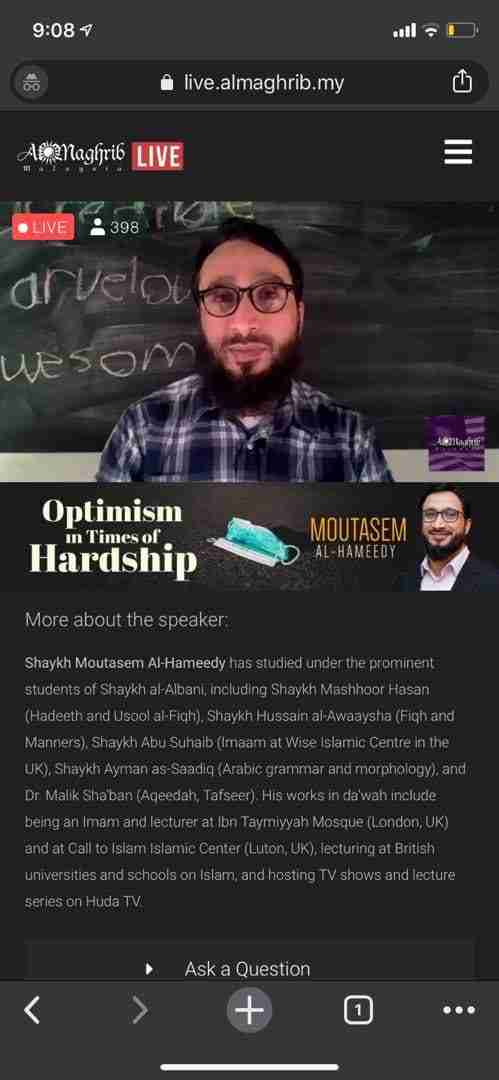 9:08
live.almaghrib.my
AlMaghrib LIVE
Malaysia
LIVE 398
arvelou
wesom
AlMaghrib
Optimism
in Times of
Hardship
MOUTASEM
AL-HAMEEDY
More about the speaker:
Shaykh Moutasem Al-Hameedy has studied under the prominent
students of Shaykh al-Albani, including Shaykh Mashhoor Hasan
(Hadeeth and Usool al-Fiqh), Shaykh Hussain al-Awaaysha (Fiqh and
Manners), Shaykh Abu Suhaib (Imaam at Wise Islamic Centre in the
UK), Shaykh Ayman as-Saadiq (Arabic grammar and morphology), and
Dr. Malik Sha'ban (Aqeedah, Tafseer). His works in da'wah include
being an Imam and lecturer at Ibn Taymiyyah Mosque (London, UK)
and at Call to Islam Islamic Center (Luton, UK), lecturing at British
universities and schools on Islam, and hosting TV shows and lecture
series on Huda TV.
Ask a Question
1